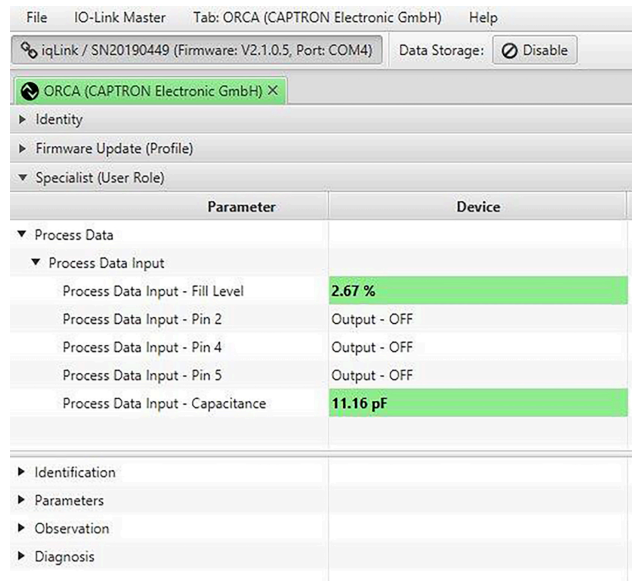 File IO-Link Master Tab: ORCA (CAPTRON Electronic GmbH) Help
iqLink / SN20190449 (Firmware: V2.1.0.5, Port: COM4) Data Storage: Disable
ORCA (CAPTRON Electronic GmbH) ×
Identity
Firmware Update (Profile)
Specialist (User Role)
Parameter Device
Process Data
Process Data Input
Process Data Input - Fill Level 2.67 %
Process Data Input - Pin 2 Output - OFF
Process Data Input - Pin 4 Output - OFF
Process Data Input - Pin 5 Output - OFF
Process Data Input - Capacitance 11.16 pF
Identification
Parameters
Observation
Diagnosis